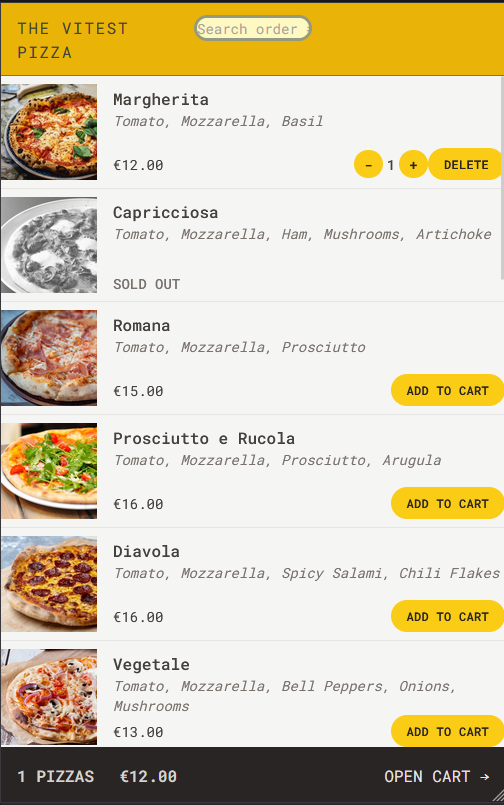 THE VITEST
PIZZA
Search order
Margherita
Tomato, Mozzarella, Basil
€12.00
- 1 + DELETE
Capricciosa
Tomato, Mozzarella, Ham, Mushrooms, Artichoke
SOLD OUT
Romana
Tomato, Mozzarella, Prosciutto
€15.00
ADD TO CART
Prosciutto e Rucola
Tomato, Mozzarella, Prosciutto, Arugula
€16.00
ADD TO CART
Diavola
Tomato, Mozzarella, Spicy Salami, Chili Flakes
€16.00
ADD TO CART
Vegetale
Tomato, Mozzarella, Bell Peppers, Onions,
Mushrooms
€13.00
ADD TO CART
1 PIZZAS €12.00
OPEN CART →